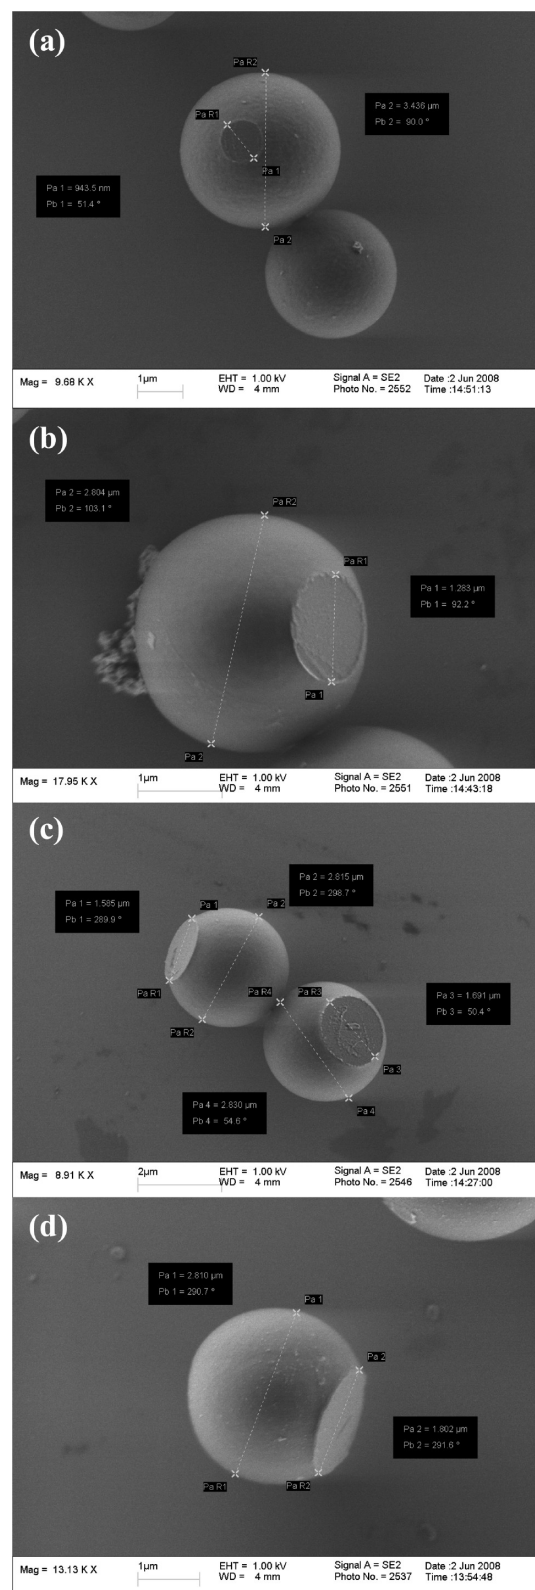 (a)
Pa R2
Pa 2 = 3.436 µm
Pb 2 = 90.0 °
Pa R1
Pa 1
Pa 1 = 943.5 nm
Pb 1 = 51.4 °
Pa 2
Mag = 9.68 K X
1µm
EHT = 1.00 kV
WD = 4 mm
Signal A = SE2
Photo No. = 2552
Date :2 Jun 2008
Time :14:51:13
(b)
Pa 2 = 2.804 µm
Pb 2 = 103.1 °
Pa R2
Pa R1
Pa 1 = 1.283 µm
Pb 1 = 92.2 °
Pa 1
Pa 2
Mag = 17.95 K X
1µm
EHT = 1.00 kV
WD = 4 mm
Signal A = SE2
Photo No. = 2551
Date :2 Jun 2008
Time :14:43:18
(c)
Pa 2 = 2.815 µm
Pb 2 = 298.7 °
Pa 1 = 1.585 µm
Pb 1 = 289.9 °
Pa 1
Pa 2
Pa R1
Pa R4
Pa R3
Pa 3 = 1.691 µm
Pb 3 = 50.4 °
Pa R2
Pa 3
Pa 4 = 2.830 µm
Pb 4 = 54.6 °
Pa 4
Mag = 8.91 K X
2µm
EHT = 1.00 kV
WD = 4 mm
Signal A = SE2
Photo No. = 2546
Date :2 Jun 2008
Time :14:27:00
(d)
Pa 1 = 2.810 µm
Pb 1 = 290.7 °
Pa 1
Pa 2
Pa 2 = 1.802 µm
Pb 2 = 291.6 °
Pa R1
Pa R2
Mag = 13.13 K X
1µm
EHT = 1.00 kV
WD = 4 mm
Signal A = SE2
Photo No. = 2537
Date :2 Jun 2008
Time :13:54:48